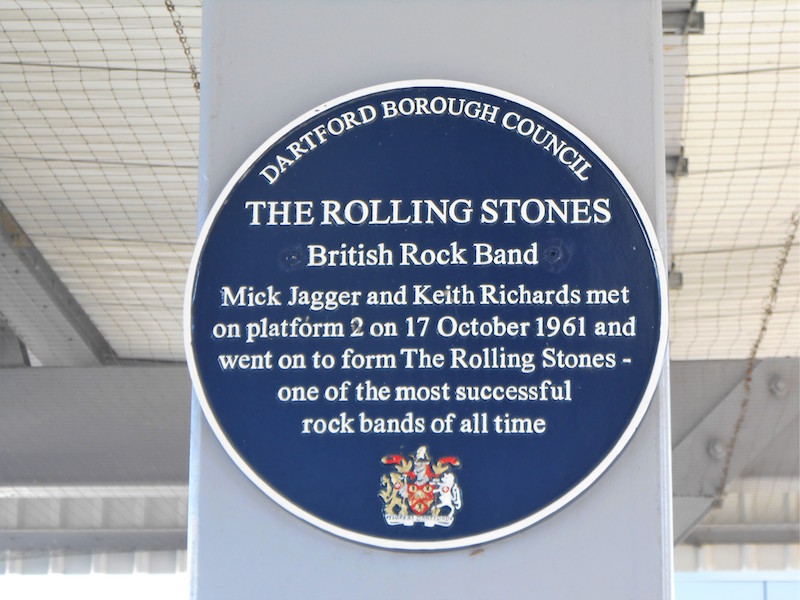 DARTFORD BOROUGH COUNCIL
THE ROLLING STONES
British Rock Band
Mick Jagger and Keith Richards met
on platform 2 on 17 October 1961 and
went on to form The Rolling Stones -
one of the most successful
rock bands of all time